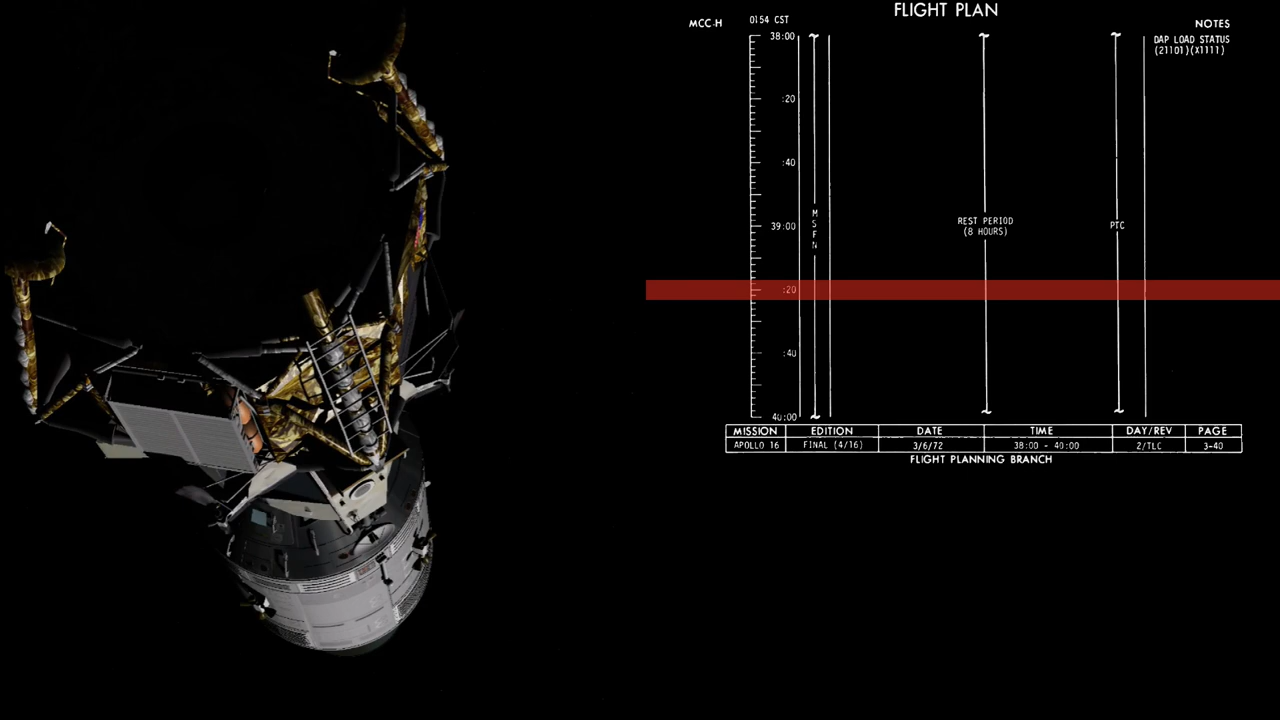 FLIGHT PLAN
MCC-H 0154 CST NOTES
38:00 DAP LOAD STATUS
(21101)(X1111)
:20
:40
MSFN
39:00 REST PERIOD PTC
(8 HOURS)
:20
:40
40:00
MISSION EDITION DATE TIME DAY/REV PAGE
APOLLO 16 FINAL (4/16) 3/6/72 38:00 - 40:00 2/TLC 3-40
FLIGHT PLANNING BRANCH